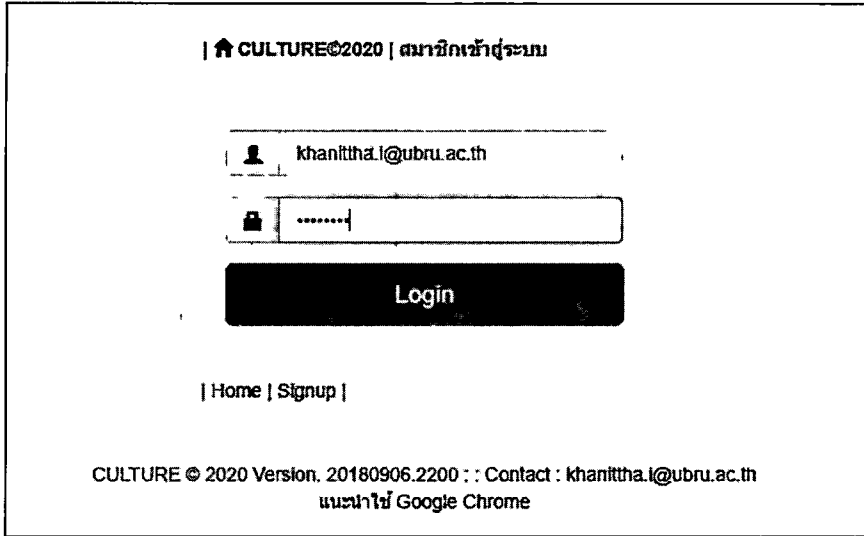 | CULTURE©2020 | สมาชิกเข้าสู่ระบบ
khanittha.i@ubru.ac.th
Login
| Home | Signup |
CULTURE © 2020 Version. 20180906.2200 : : Contact : khanittha.i@ubru.ac.th
แนะนำใช้ Google Chrome